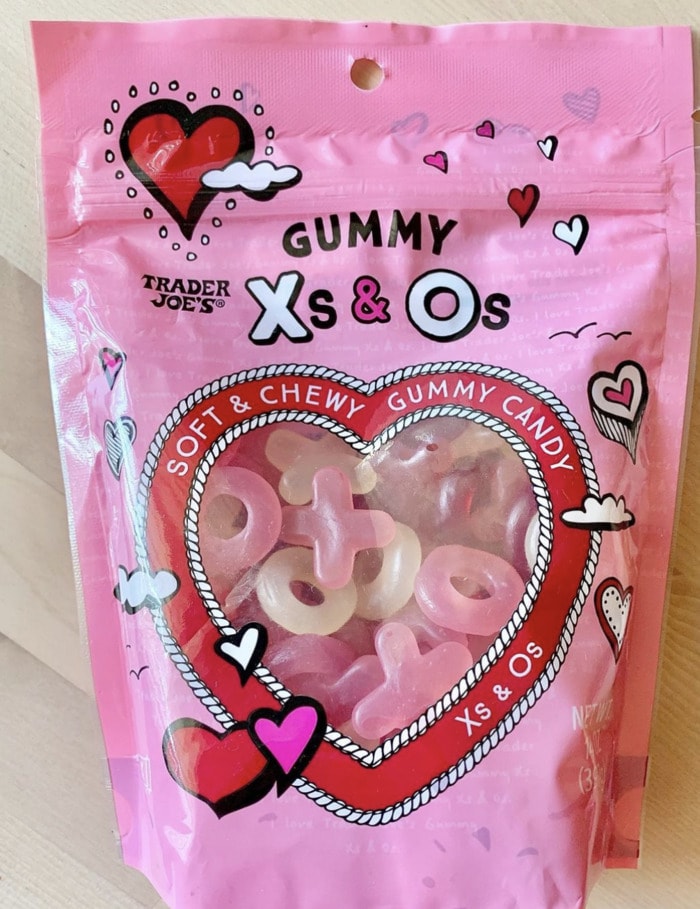 GUMMY
TRADER
JOE'S®
Xs & Os
SOFT & CHEWY GUMMY CANDY
Xs & Os